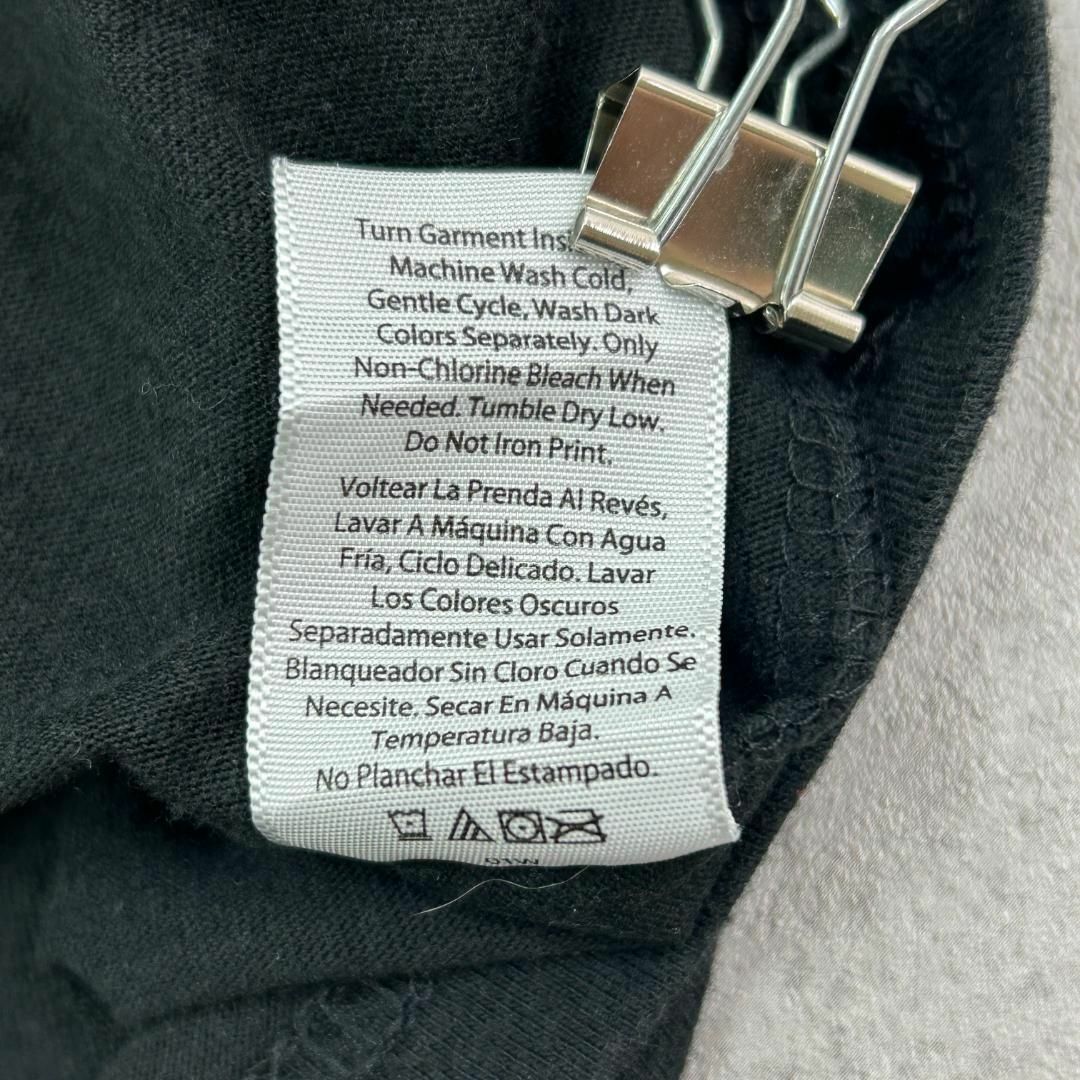 Turn Garment Ins
Machine Wash Cold,
Gentle Cycle, Wash Dark
Colors Separately. Only
Non-Chlorine Bleach When
Needed. Tumble Dry Low.
Do Not Iron Print.
Voltear La Prenda Al Revés,
Lavar A Máquina Con Agua
Fría, Ciclo Delicado. Lavar
Los Colores Oscuros
Separadamente Usar Solamente.
Blanqueador Sin Cloro Cuando Se
Necesite. Secar En Máquina A
Temperatura Baja.
No Planchar El Estampado.
01W